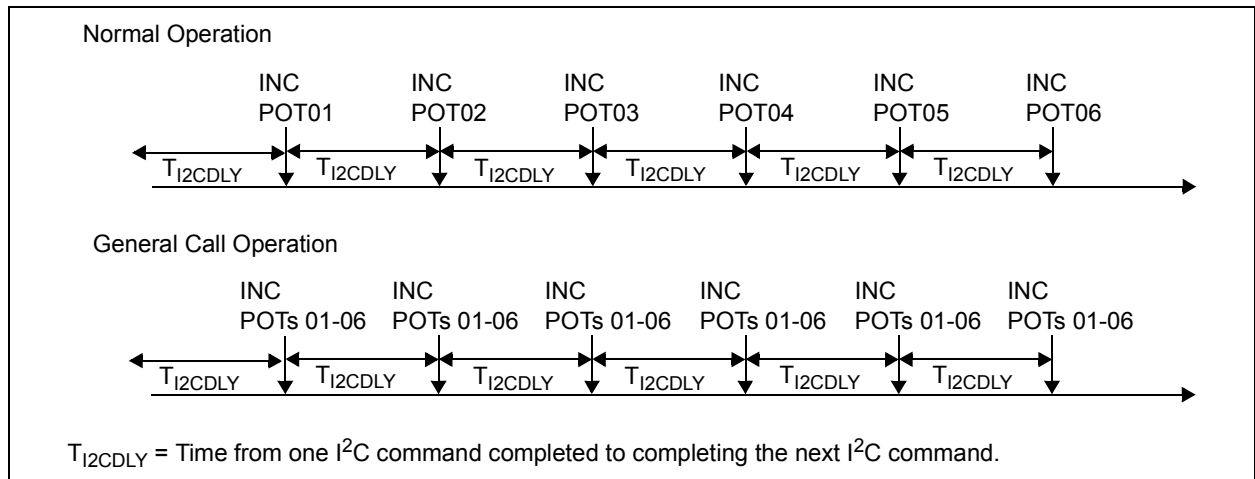 Normal Operation
INC INC INC INC INC INC
POT01 POT02 POT03 POT04 POT05 POT06
TI2CDLY TI2CDLY TI2CDLY TI2CDLY TI2CDLY TI2CDLY
General Call Operation
INC INC INC INC INC INC
POTs 01-06 POTs 01-06 POTs 01-06 POTs 01-06 POTs 01-06 POTs 01-06
TI2CDLY TI2CDLY TI2CDLY TI2CDLY TI2CDLY TI2CDLY
TI2CDLY = Time from one I²C command completed to completing the next I²C command.